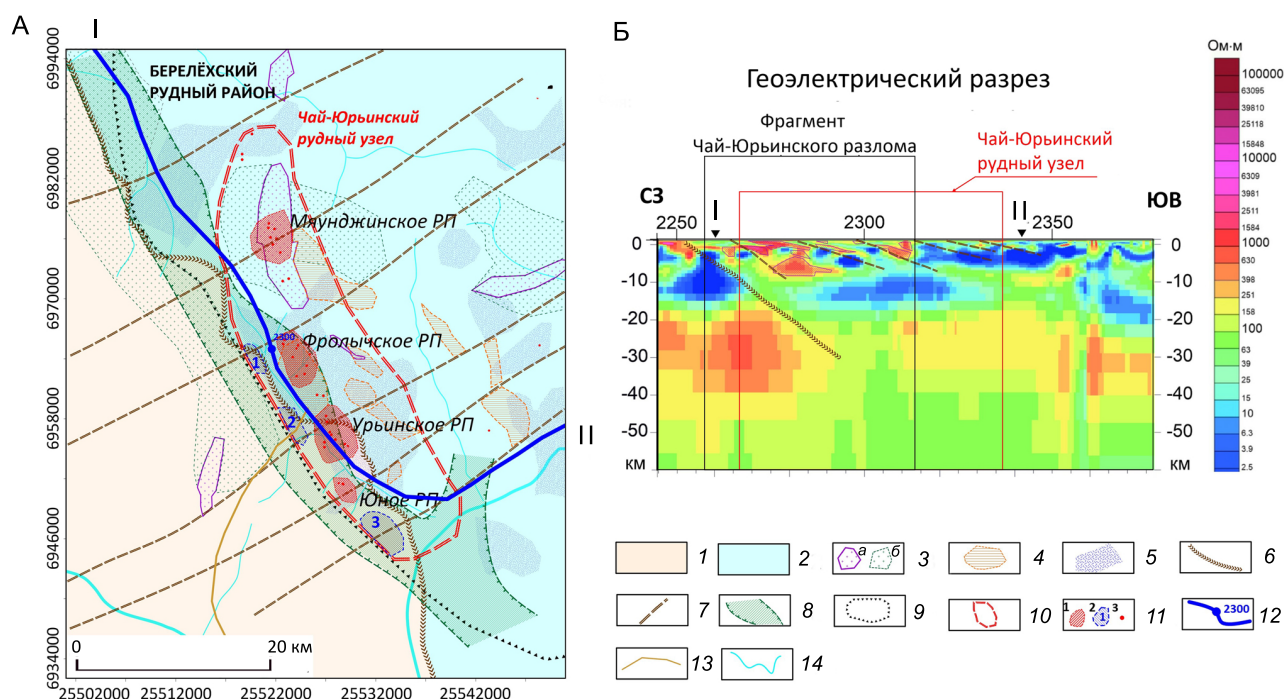 А
I
Б
БЕРЕЛЁХСКИЙ
РУДНЫЙ РАЙОН
Чай-Юрьинский
рудный узел
Мяунджинское РП
2300
Фролычское РП
1
2
Урьинское РП
Юное РП
3
II
0 20 км
6994000
6982000
6970000
6958000
6946000
6934000
25502000 25512000 25522000 25532000 25542000
Геоэлектрический разрез
Фрагмент
Чай-Юрьинского разлома
Чай-Юрьинский
рудный узел
СЗ
ЮВ
I
II
2250 2300 2350
0 0
-10 -10
-20 -20
-30 -30
-40 -40
-50 -50
км км
Ом·м
100000
63095
39810
25118
15848
10000
6309
3981
2511
1584
1000
630
398
251
158
100
63
39
25
15
10
6.3
3.9
2.5
1
2
а б 3
4
5
6
7
8
9
10
1 2 3 1 11
2300 12
13
14